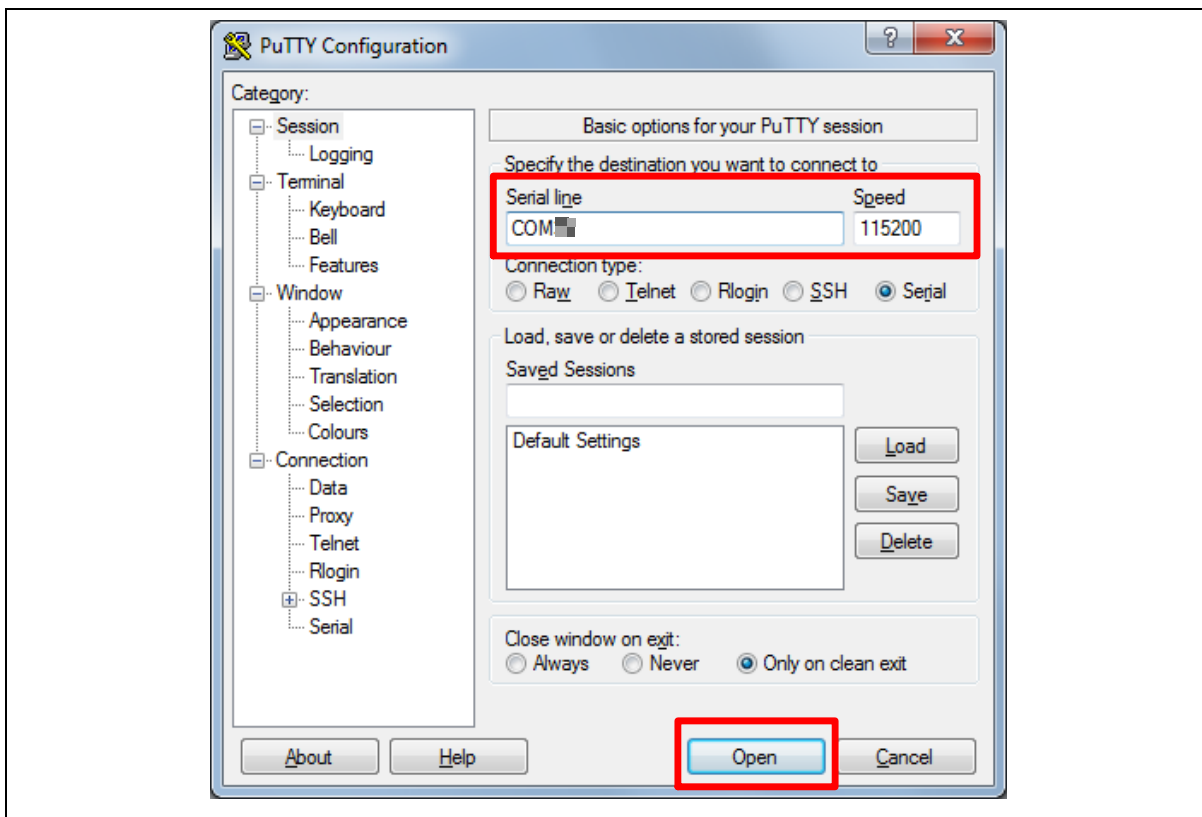 PuTTY Configuration
Category:
Session
Logging
Terminal
Keyboard
Bell
Features
Window
Appearance
Behaviour
Translation
Selection
Colours
Connection
Data
Proxy
Telnet
Rlogin
SSH
Serial
Basic options for your PuTTY session
Specify the destination you want to connect to
Serial line Speed
COM 115200
Connection type:
Raw Telnet Rlogin SSH Serial
Load, save or delete a stored session
Saved Sessions
Default Settings
Load
Save
Delete
Close window on exit:
Always Never Only on clean exit
About Help Open Cancel